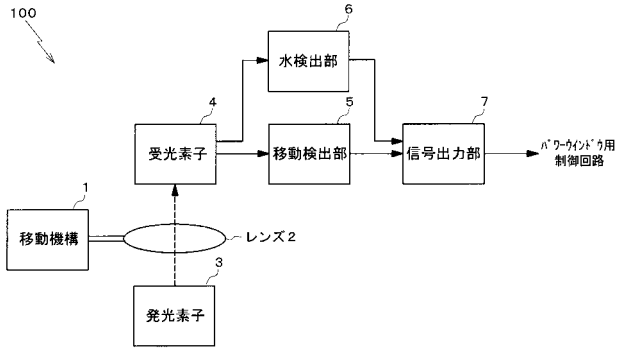 100
6
水検出部
4
受光素子
5
移動検出部
7
信号出力部
ﾊﾟﾜｰｳｨﾝﾄﾞｳ用
制御回路
1
移動機構
レンズ2
3
発光素子